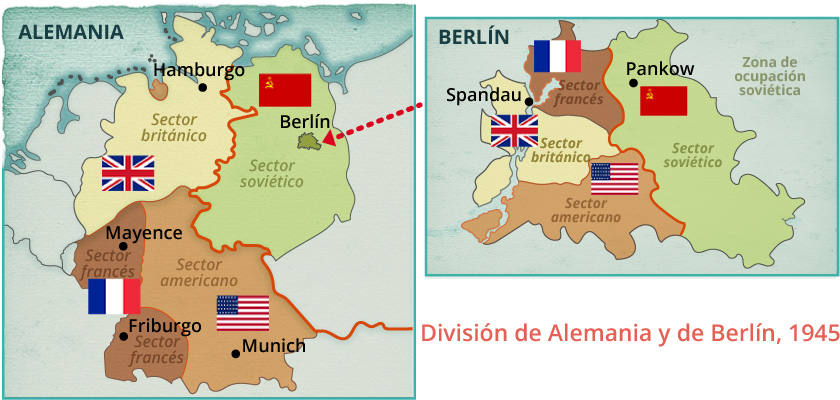 ALEMANIA
Hamburgo
Sector
británico
Berlín
Sector
soviético
Mayence
Sector
francés
Sector
americano
Friburgo
Sector
francés
Munich
BERLÍN
Zona de
ocupación
soviética
Pankow
Spandau
Sector
francés
Sector
británico
Sector
soviético
Sector
americano
División de Alemania y de Berlín, 1945